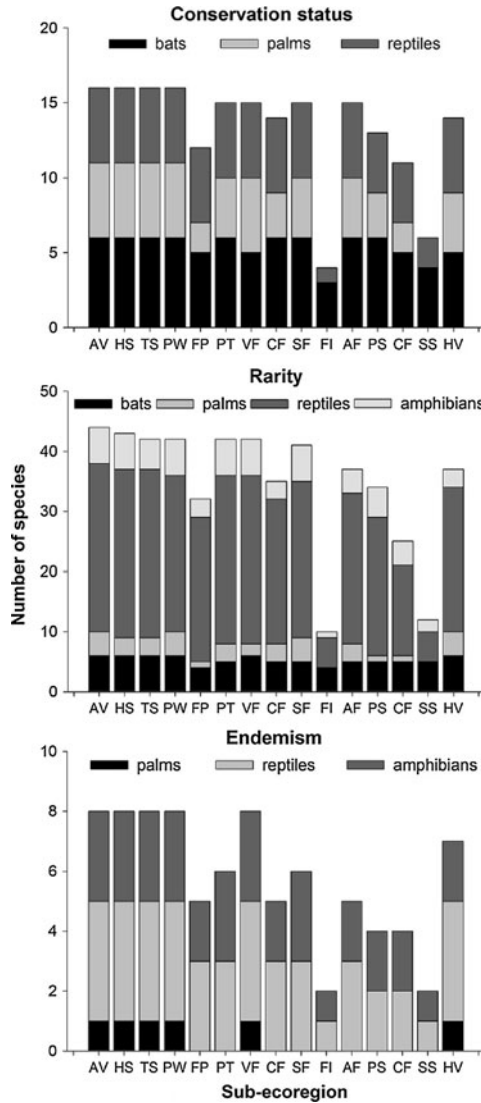 Conservation status
20
bats palms reptiles
15
10
5
0
AV HS TS PW FP PT VF CF SF FI AF PS CF SS HV
Rarity
50
bats palms reptiles amphibians
40
30
20
10
0
Number of species
AV HS TS PW FP PT VF CF SF FI AF PS CF SS HV
Endemism
10
palms reptiles amphibians
8
6
4
2
0
AV HS TS PW FP PT VF CF SF FI AF PS CF SS HV
Sub-ecoregion